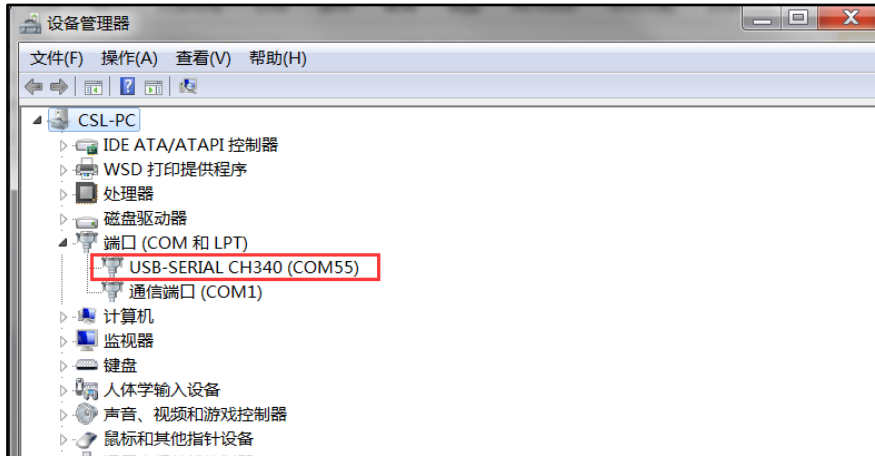 设备管理器
文件(F) 操作(A) 查看(V) 帮助(H)
CSL-PC
IDE ATA/ATAPI 控制器
WSD 打印提供程序
处理器
磁盘驱动器
端口 (COM 和 LPT)
USB-SERIAL CH340 (COM55)
通信端口 (COM1)
计算机
监视器
键盘
人体学输入设备
声音、视频和游戏控制器
鼠标和其他指针设备